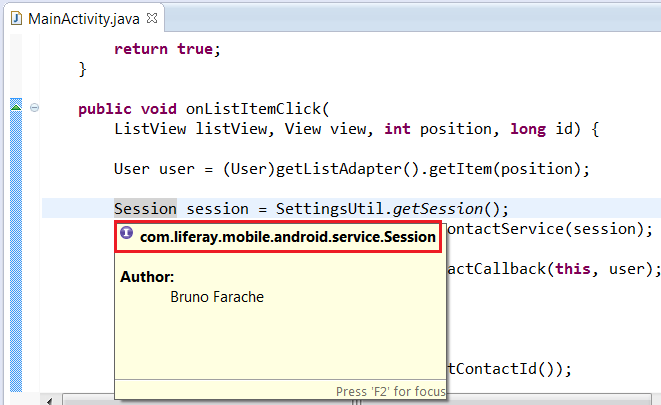 MainActivity.java
return true;
}
public void onListItemClick(
ListView listView, View view, int position, long id) {
User user = (User)getListAdapter().getItem(position);
Session session = SettingsUtil.getSession();
ontactService(session);
com.liferay.mobile.android.service.Session
actCallback(this, user);
Author:
Bruno Farache
tContactId());
Press 'F2' for focus